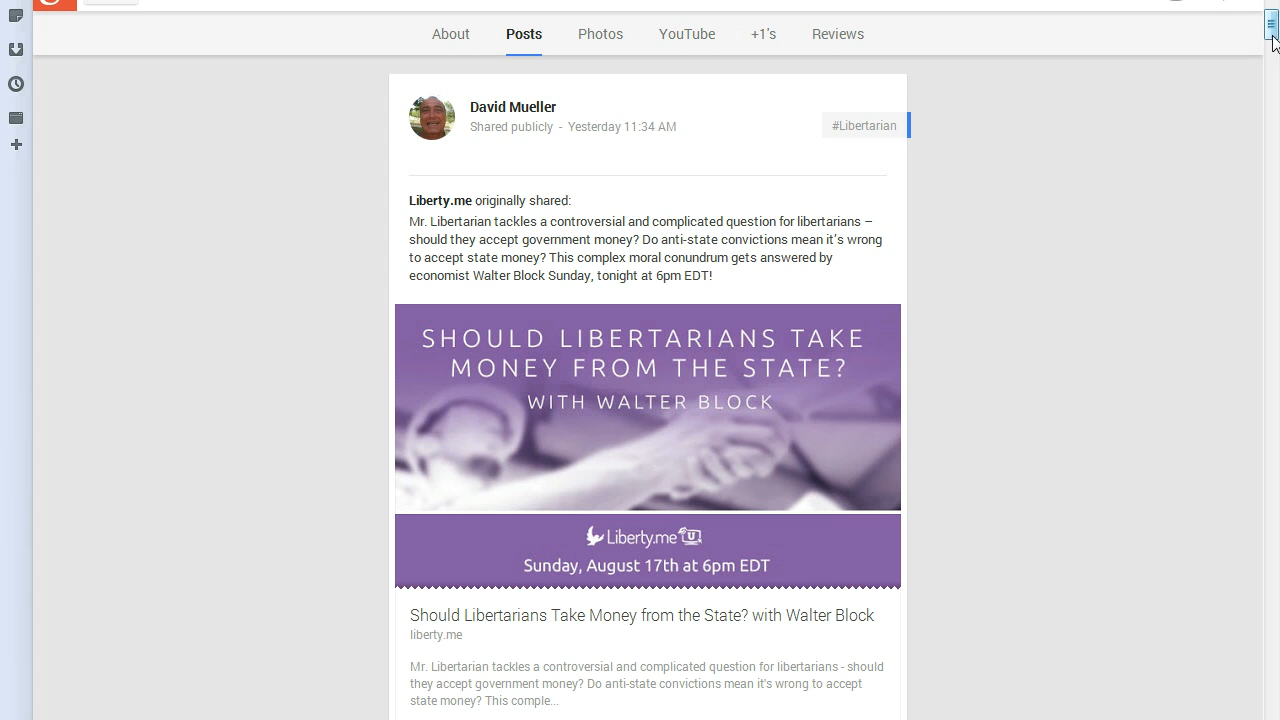 About Posts Photos YouTube +1's Reviews
David Mueller
Shared publicly - Yesterday 11:34 AM
#Libertarian
Liberty.me originally shared:
Mr. Libertarian tackles a controversial and complicated question for libertarians –
should they accept government money? Do anti-state convictions mean it's wrong
to accept state money? This complex moral conundrum gets answered by
economist Walter Block Sunday, tonight at 6pm EDT!
SHOULD LIBERTARIANS TAKE
MONEY FROM THE STATE?
WITH WALTER BLOCK
Liberty.me U
Sunday, August 17th at 6pm EDT
Should Libertarians Take Money from the State? with Walter Block
liberty.me
Mr. Libertarian tackles a controversial and complicated question for libertarians - should
they accept government money? Do anti-state convictions mean it's wrong to accept
state money? This comple...